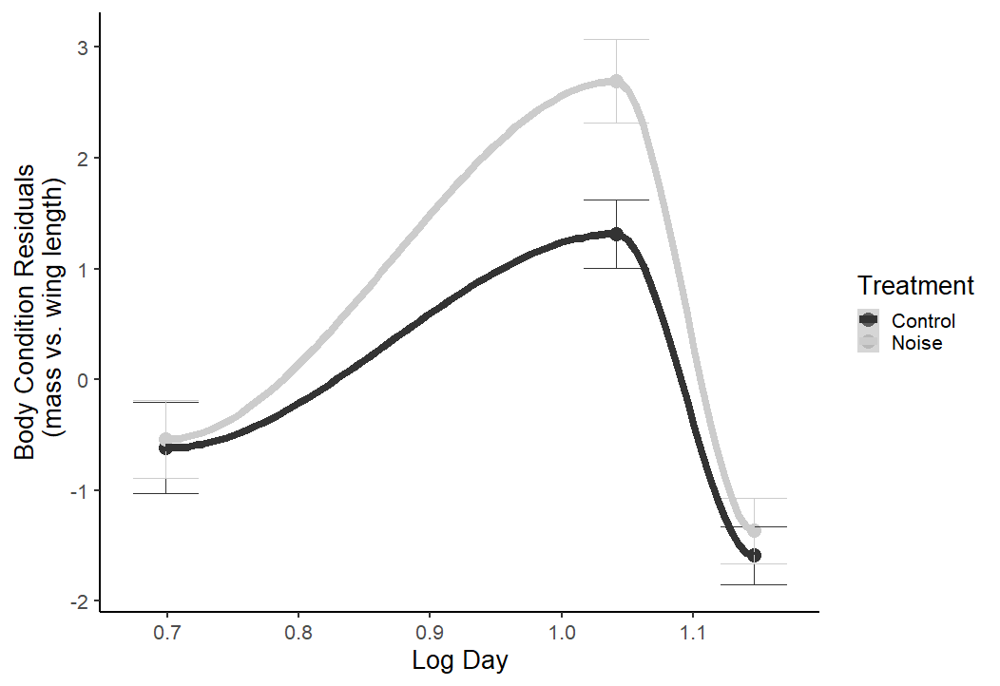 3
2
1
0
-1
-2
Body Condition Residuals
(mass vs. wing length)
0.7 0.8 0.9 1.0 1.1
Log Day
Treatment
Control
Noise